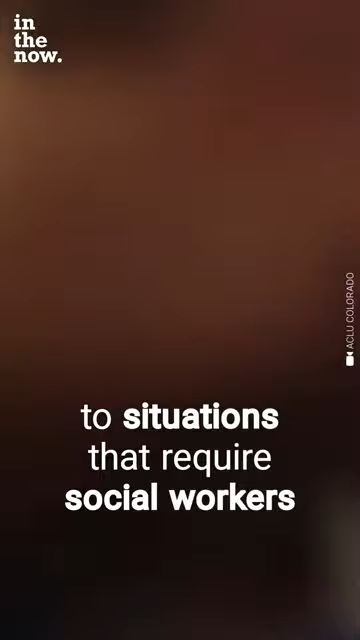 in
the
now.
ACLU COLORADO
to situations
that require
social workers